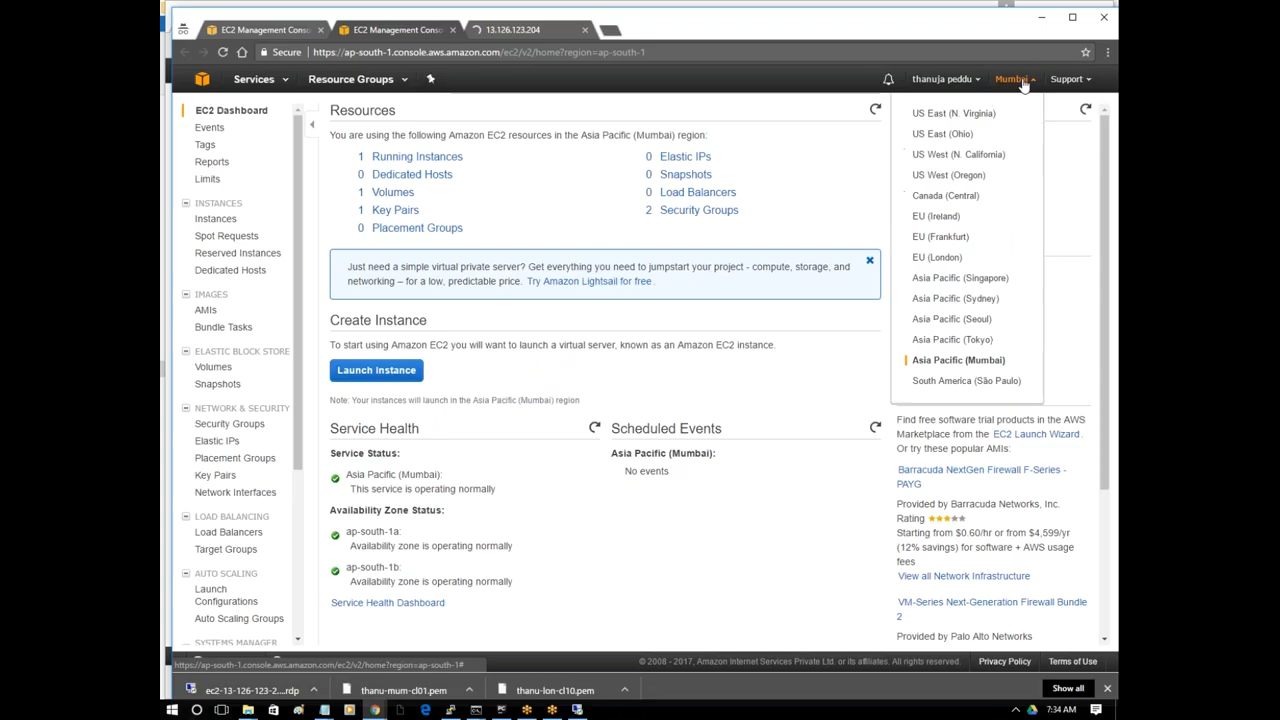 EC2 Management Conso
EC2 Management Conso
13.126.123.204
Secure
https://ap-south-1.console.aws.amazon.com/ec2/v2/home?region=ap-south-1
Services
Resource Groups
thanuja peddu
Mumbai
Support
EC2 Dashboard
Events
Tags
Reports
Limits
INSTANCES
Instances
Spot Requests
Reserved Instances
Dedicated Hosts
IMAGES
AMIs
Bundle Tasks
ELASTIC BLOCK STORE
Volumes
Snapshots
NETWORK & SECURITY
Security Groups
Elastic IPs
Placement Groups
Key Pairs
Network Interfaces
LOAD BALANCING
Load Balancers
Target Groups
AUTO SCALING
Launch
Configurations
Auto Scaling Groups
SYSTEMS MANAGER
Resources
You are using the following Amazon EC2 resources in the Asia Pacific (Mumbai) region:
1 Running Instances
0 Elastic IPs
0 Dedicated Hosts
0 Snapshots
1 Volumes
0 Load Balancers
1 Key Pairs
2 Security Groups
0 Placement Groups
Just need a simple virtual private server? Get everything you need to jumpstart your project - compute, storage, and
networking – for a low, predictable price. Try Amazon Lightsail for free.
Create Instance
To start using Amazon EC2 you will want to launch a virtual server, known as an Amazon EC2 instance.
Launch Instance
Note: Your instances will launch in the Asia Pacific (Mumbai) region
Service Health
Service Status:
Asia Pacific (Mumbai):
This service is operating normally
Availability Zone Status:
ap-south-1a:
Availability zone is operating normally
ap-south-1b:
Availability zone is operating normally
Service Health Dashboard
Scheduled Events
Asia Pacific (Mumbai):
No events
US East (N. Virginia)
US East (Ohio)
US West (N. California)
US West (Oregon)
Canada (Central)
EU (Ireland)
EU (Frankfurt)
EU (London)
Asia Pacific (Singapore)
Asia Pacific (Sydney)
Asia Pacific (Seoul)
Asia Pacific (Tokyo)
Asia Pacific (Mumbai)
South America (São Paulo)
Find free software trial products in the AWS
Marketplace from the EC2 Launch Wizard.
Or try these popular AMIs:
Barracuda NextGen Firewall F-Series -
PAYG
Provided by Barracuda Networks, Inc.
Rating
Starting from $0.60/hr or from $4,599/yr
(12% savings) for software + AWS usage
fees
View all Network Infrastructure
VM-Series Next-Generation Firewall Bundle
2
Provided by Palo Alto Networks
https://ap-south-1.console.aws.amazon.com/ec2/v2/home?region=ap-south-1#
© 2008 - 2017, Amazon Internet Services Private Ltd. or its affiliates. All rights reserved.
Privacy Policy
Terms of Use
ec2-13-126-123-2....rdp
thanu-mum-cl01.pem
thanu-lon-cl10.pem
Show all
7:34 AM